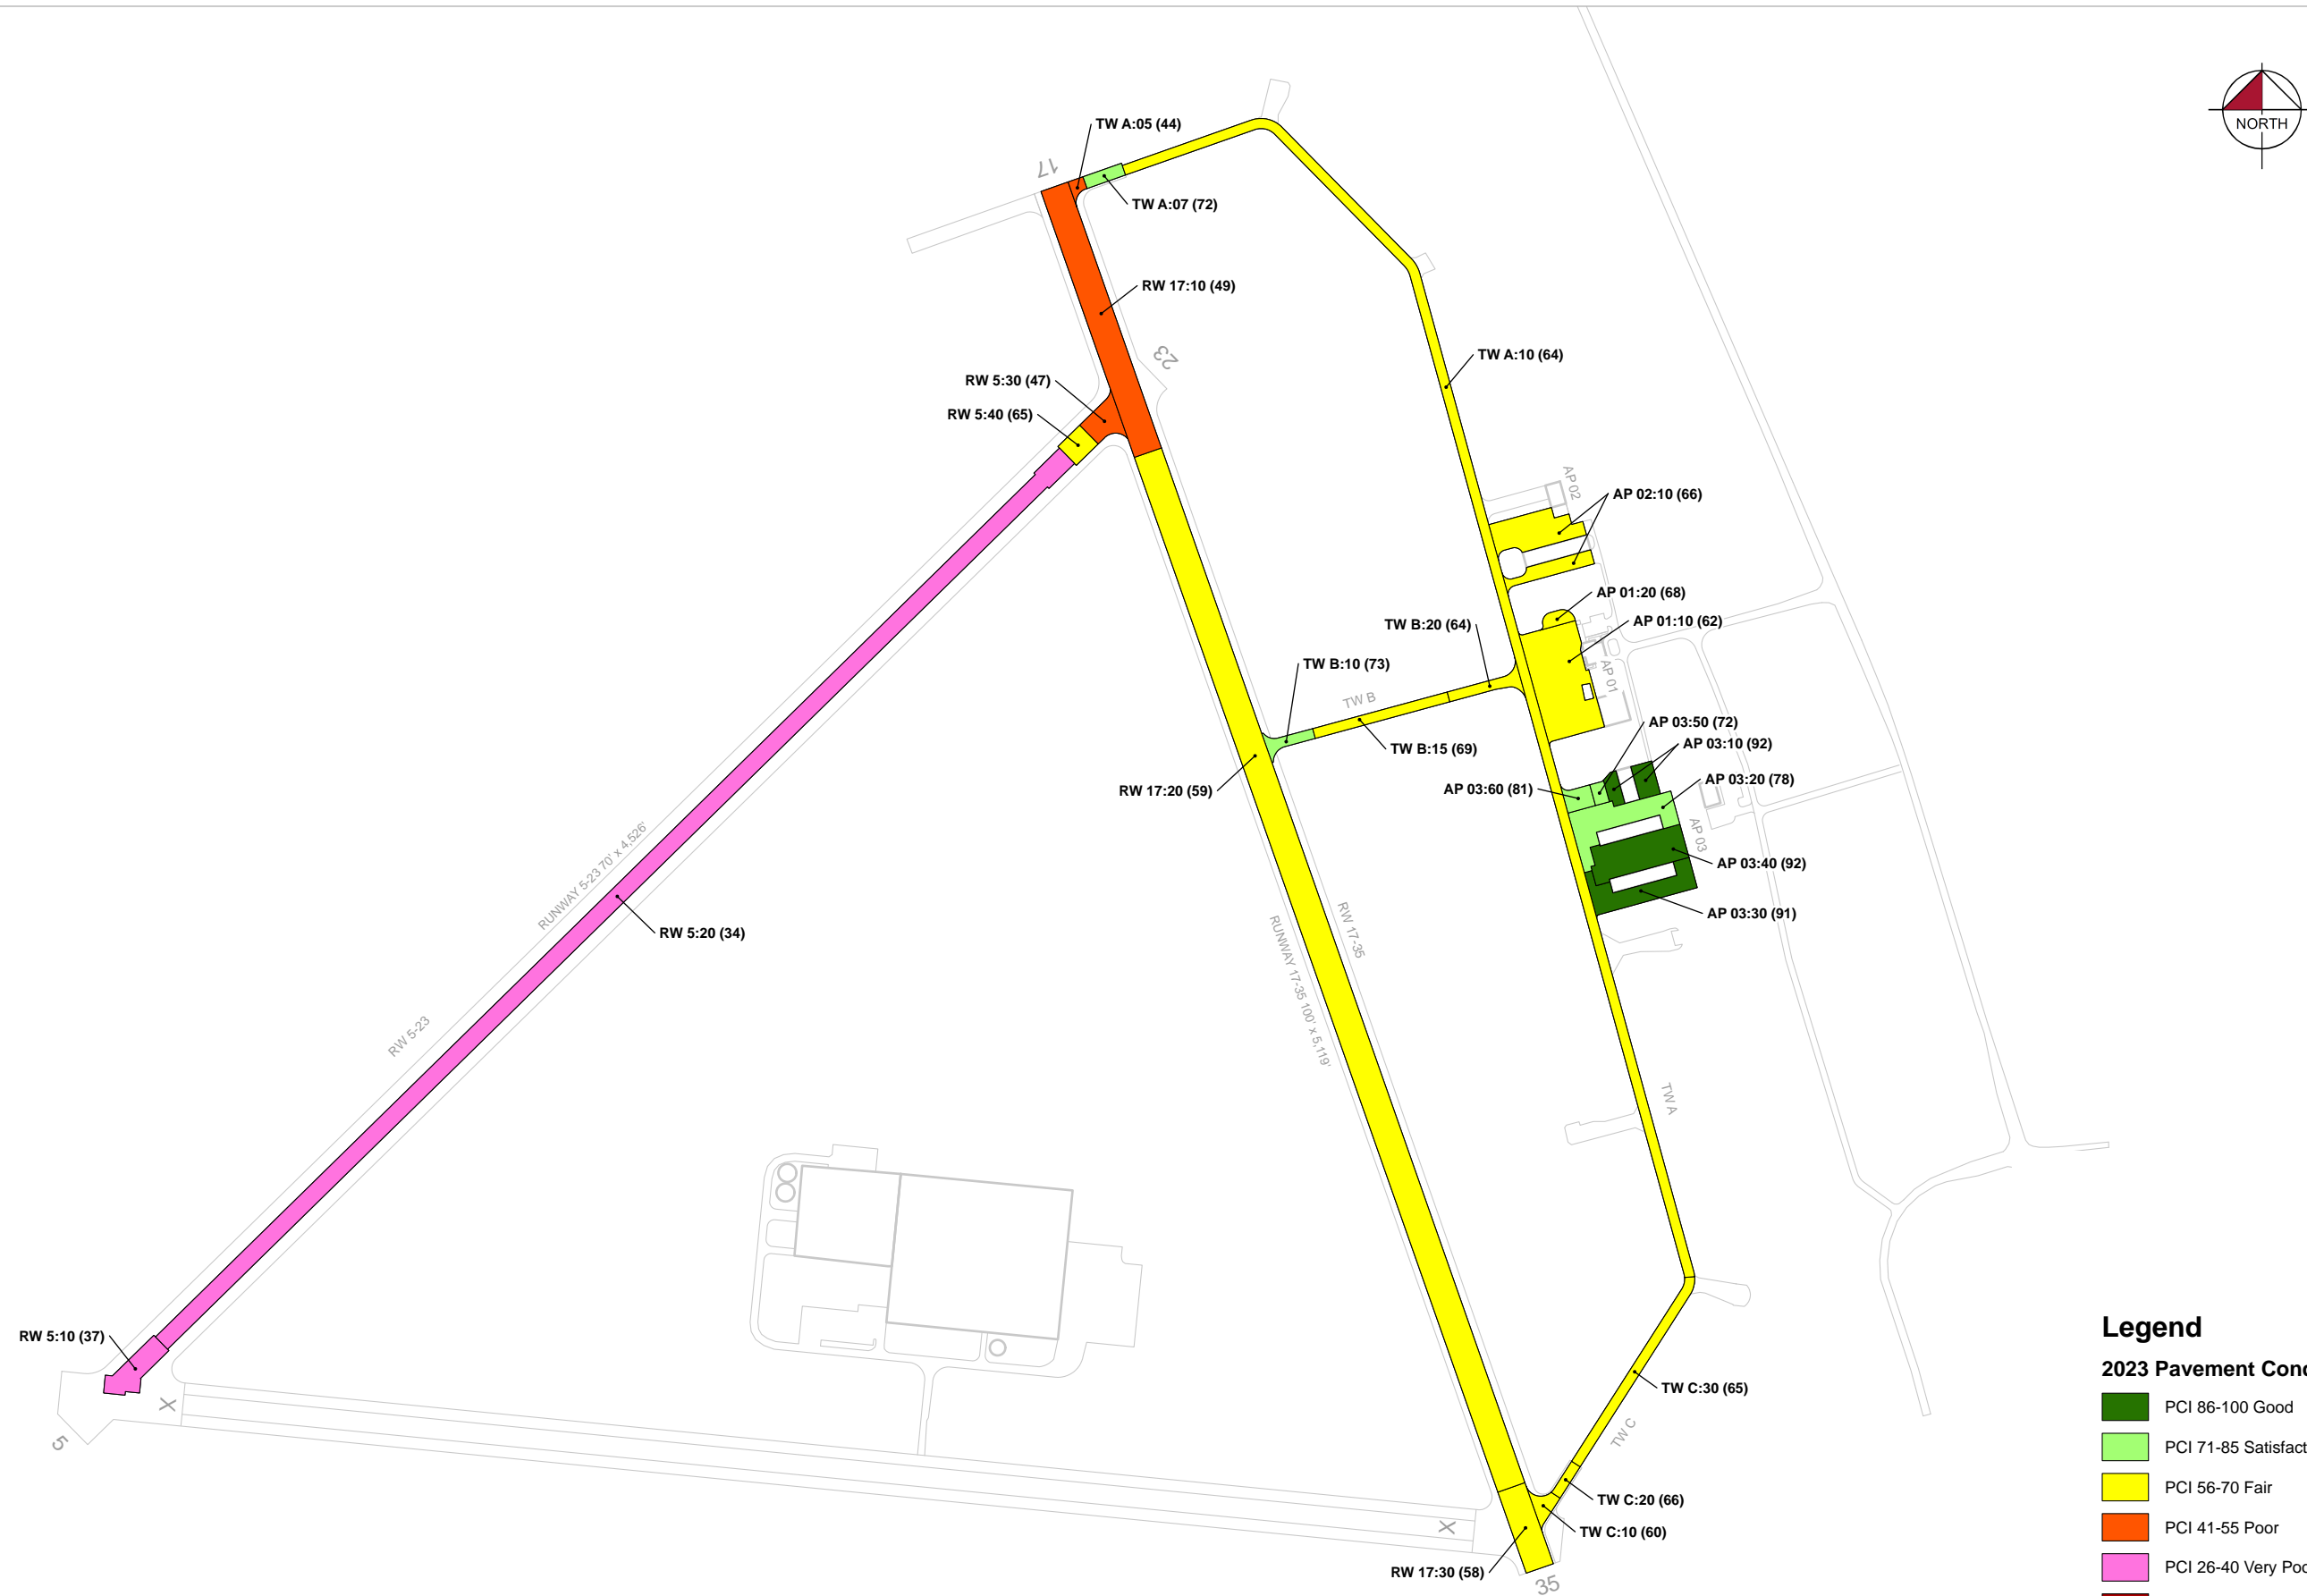 NORTH
TW A:05 (44)
17
TW A:07 (72)
RW 17:10 (49)
23
TW A:10 (64)
RW 5:30 (47)
RW 5:40 (65)
AP 02
AP 02:10 (66)
AP 01:20 (68)
AP 01:10 (62)
TW B:20 (64)
TW B:10 (73)
AP 01
TW B
AP 03:50 (72)
AP 03:10 (92)
TW B:15 (69)
AP 03:20 (78)
RW 17:20 (59)
AP 03:60 (81)
AP 03
AP 03:40 (92)
RUNWAY 5-23 70' x 4,526'
AP 03:30 (91)
RW 5:20 (34)
RW 17-35
RUNWAY 17-35 100' x 5,119'
RW 5-23
TW A
RW 5:10 (37)
Legend
2023 Pavement
TW C:30 (65)
PCI 86-100 Good
X
TW C
5
PCI 71-85
PCI 56-70 Fair
TW C:20 (66)
X
TW C:10 (60)
PCI 41-55 Poor
RW 17:30 (58)
PCI 26-40 Very
35